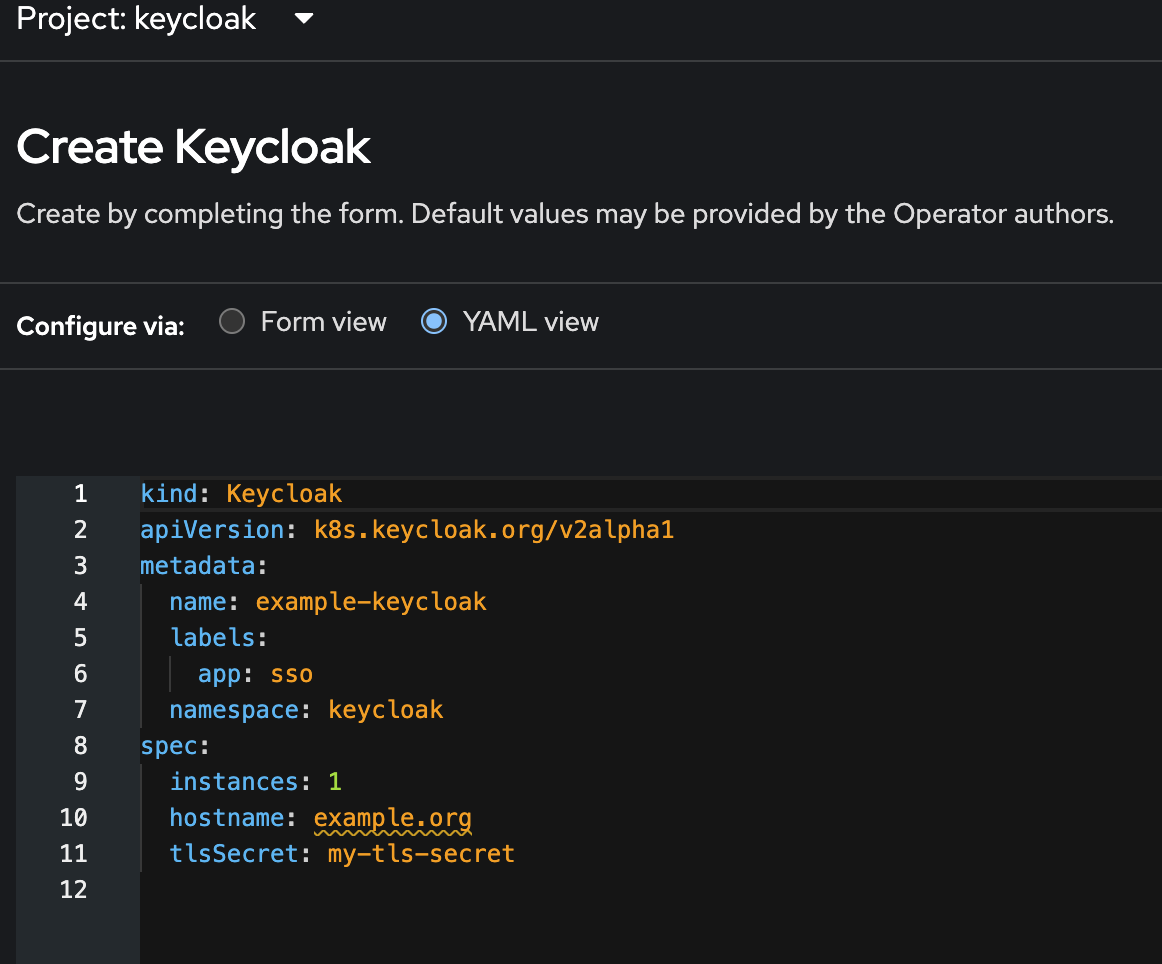 Project: keycloak
Create Keycloak
Create by completing the form. Default values may be provided by the Operator authors.
Configure via: Form view YAML view
1 kind: Keycloak
2 apiVersion: k8s.keycloak.org/v2alpha1
3 metadata:
4   name: example-keycloak
5   labels:
6     app: sso
7   namespace: keycloak
8 spec:
9   instances: 1
10   hostname: example.org
11   tlsSecret: my-tls-secret
12